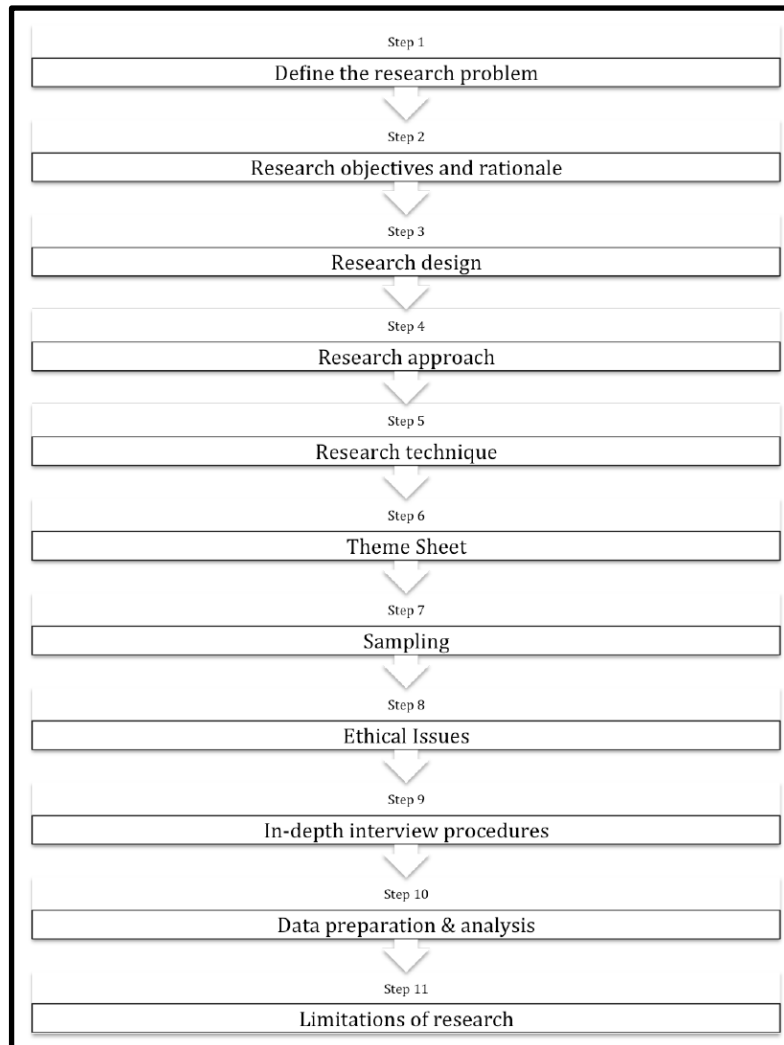 Step 1
Define the research problem
Step 2
Research objectives and rationale
Step 3
Research design
Step 4
Research approach
Step 5
Research technique
Step 6
Theme Sheet
Step 7
Sampling
Step 8
Ethical Issues
Step 9
In-depth interview procedures
Step 10
Data preparation & analysis
Step 11
Limitations of research